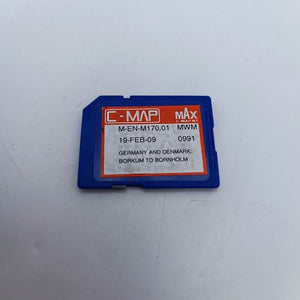 C-MAP MAX
M-EN-M170.01 MWM
19-FEB-09 0991
GERMANY AND DENMARK:
BORKUM TO BORNHOLM